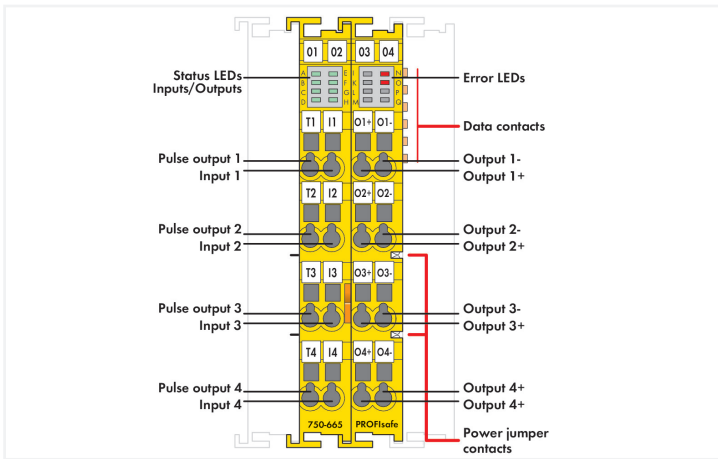 01 02 03 04
Status LEDs
Inputs/Outputs
A E I N
B F K O
C G L P
D H M Q
Error LEDs
Data contacts
T1 I1 O1+ O1-
Pulse output 1
Input 1
Output 1-
Output 1+
T2 I2 O2+ O2-
Pulse output 2
Input 2
Output 2-
Output 2+
T3 I3 O3+ O3-
Pulse output 3
Input 3
Output 3-
Output 3+
T4 I4 O4+ O4-
Pulse output 4
Input 4
Output 4+
Output 4+
750-665 PROFIsafe
Power jumper
contacts